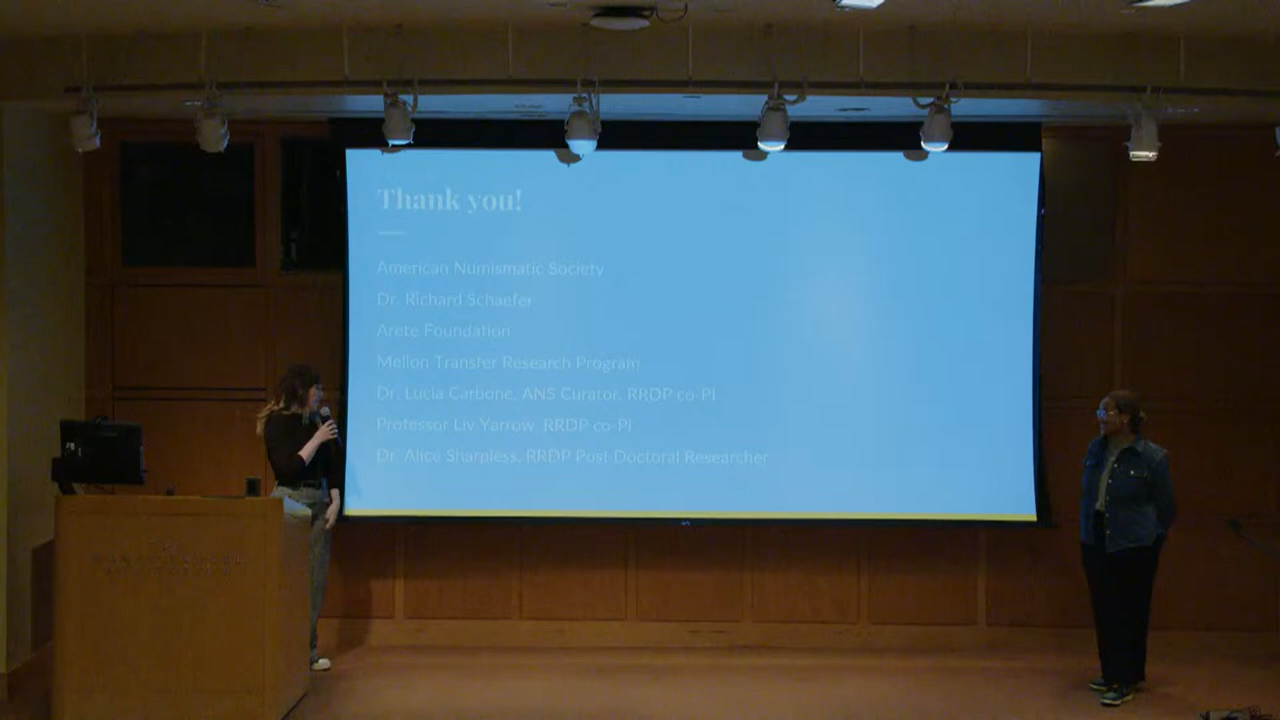 Thank you!
American Numismatic Society
Dr. Richard Schaefer
Arete Foundation
Mellon Transfer Research Program
Dr. Lucia Carbone, ANS Curator, RRDP co-PI
Professor Liv Yarrow, RRDP co-PI
Dr. Alice Sharpless, RRDP Post Doctoral Researcher